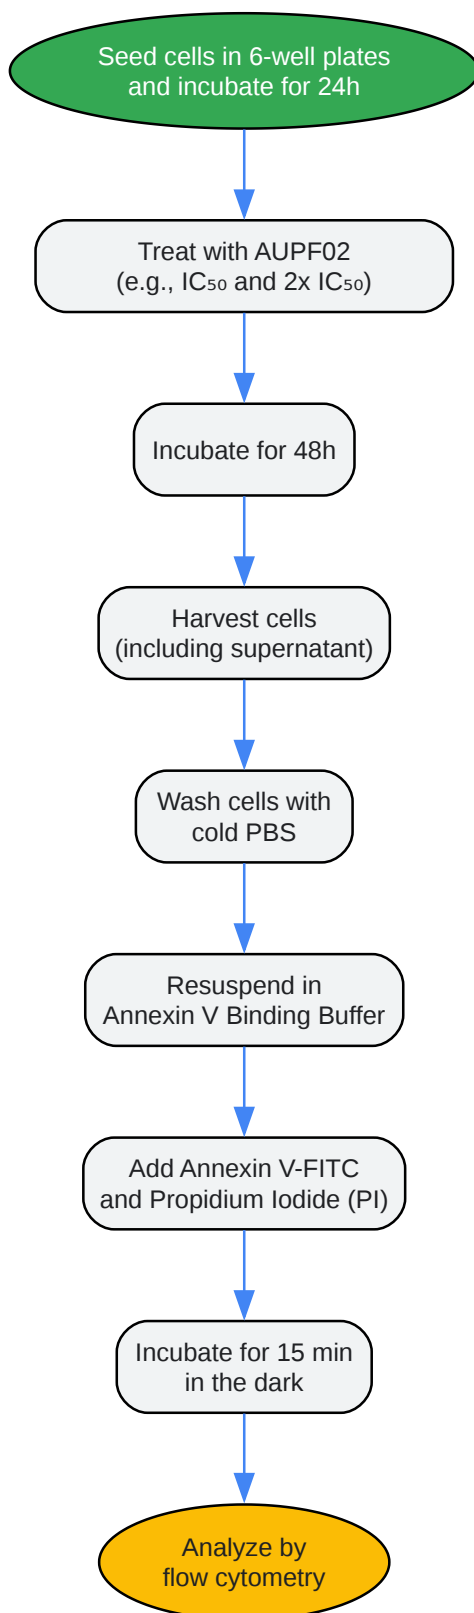 Seed cells in 6-well plates
and incubate for 24h
Treat with AUPF02
(e.g., IC₅₀ and 2x IC₅₀)
Incubate for 48h
Harvest cells
(including supernatant)
Wash cells with
cold PBS
Resuspend in
Annexin V Binding Buffer
Add Annexin V-FITC
and Propidium Iodide (PI)
Incubate for 15 min
in the dark
Analyze by
flow cytometry